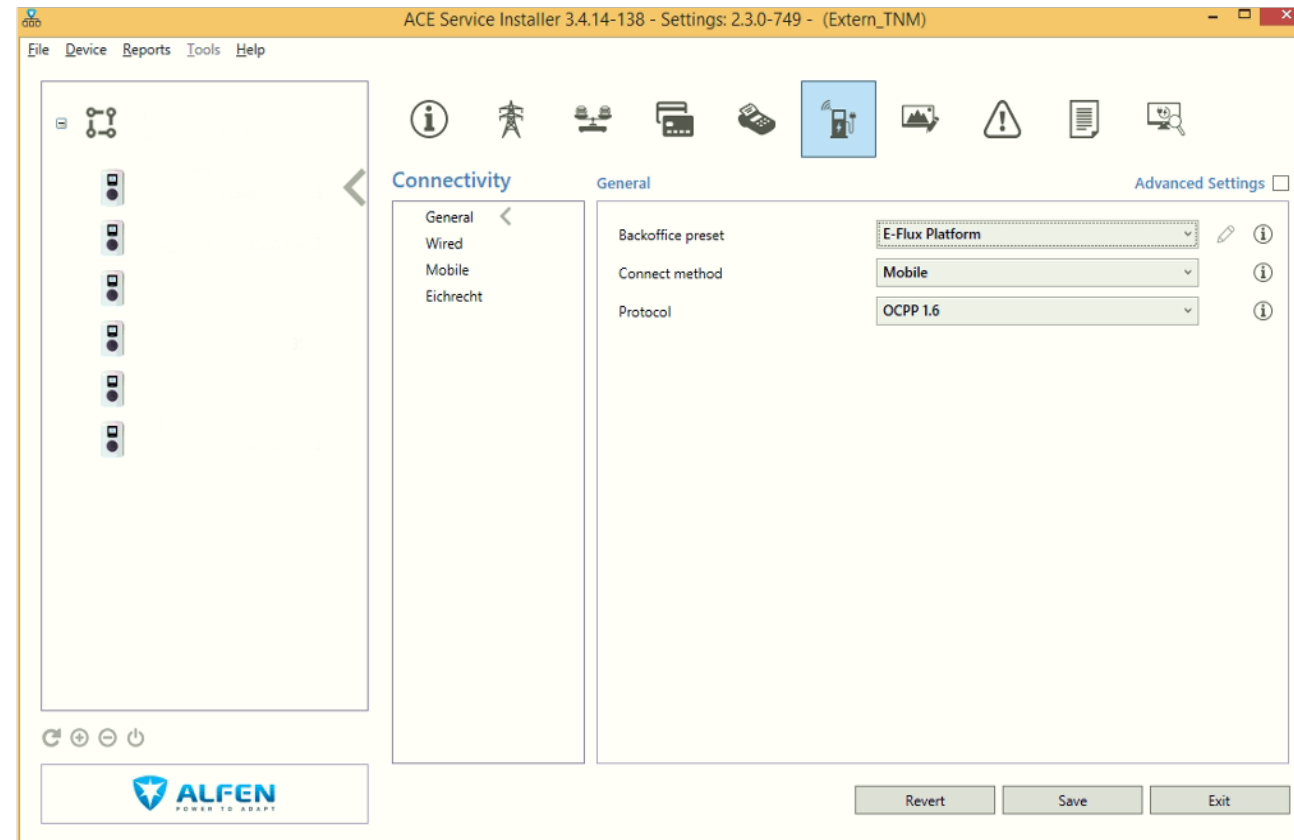 ACE Service Installer 3.4.14-138 - Settings: 2.3.0-749 - (Extern_TNM)
File Device Reports Tools Help
Connectivity
General
Wired
Mobile
Eichrecht
General
Advanced Settings
Backoffice preset
E-Flux Platform
Connect method
Mobile
Protocol
OCPP 1.6
ALFEN
POWER TO ADAPT
Revert
Save
Exit